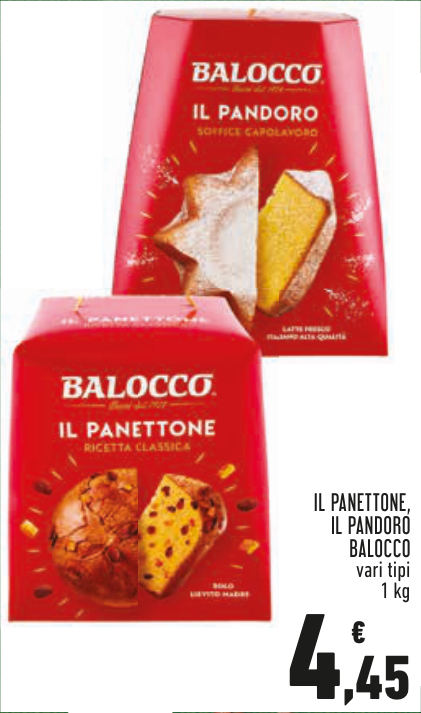 BALOCCO
IL PANDORO
SOFFICE CAPOLAVORO
LATTE FRESCO
ITALIANO ALTA QUALITÀ
IL PANETTONE
BALOCCO
IL PANETTONE
RICETTA CLASSICA
SOLO
LIEVITO MADRE
IL PANETTONE,
IL PANDORO
BALOCCO
vari tipi
1 kg
€
4,45